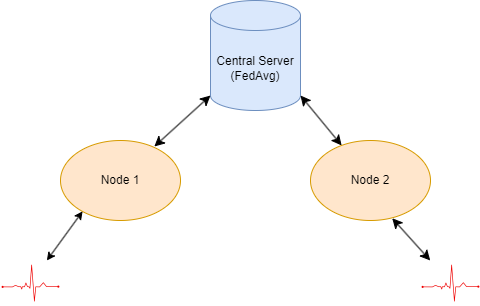 Central Server
(FedAvg)
Node 1
Node 2